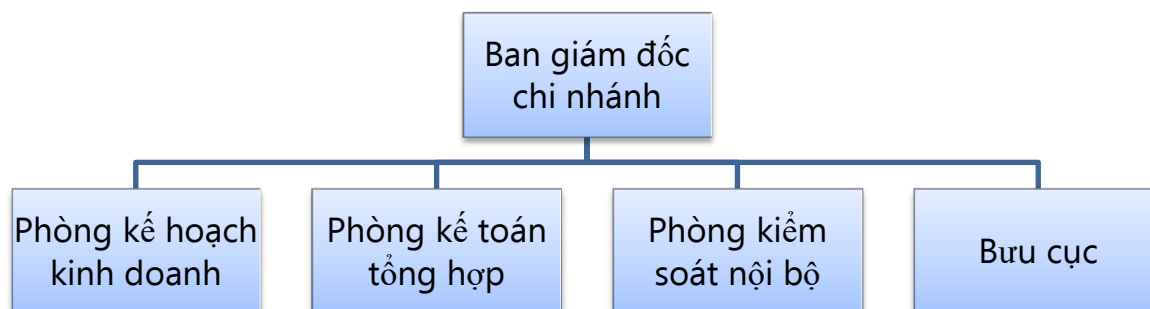 Ban giám đốc
chi nhánh
Phòng kế hoạch
kinh doanh
Phòng kế toán
tổng hợp
Phòng kiểm
soát nội bộ
Bưu cục